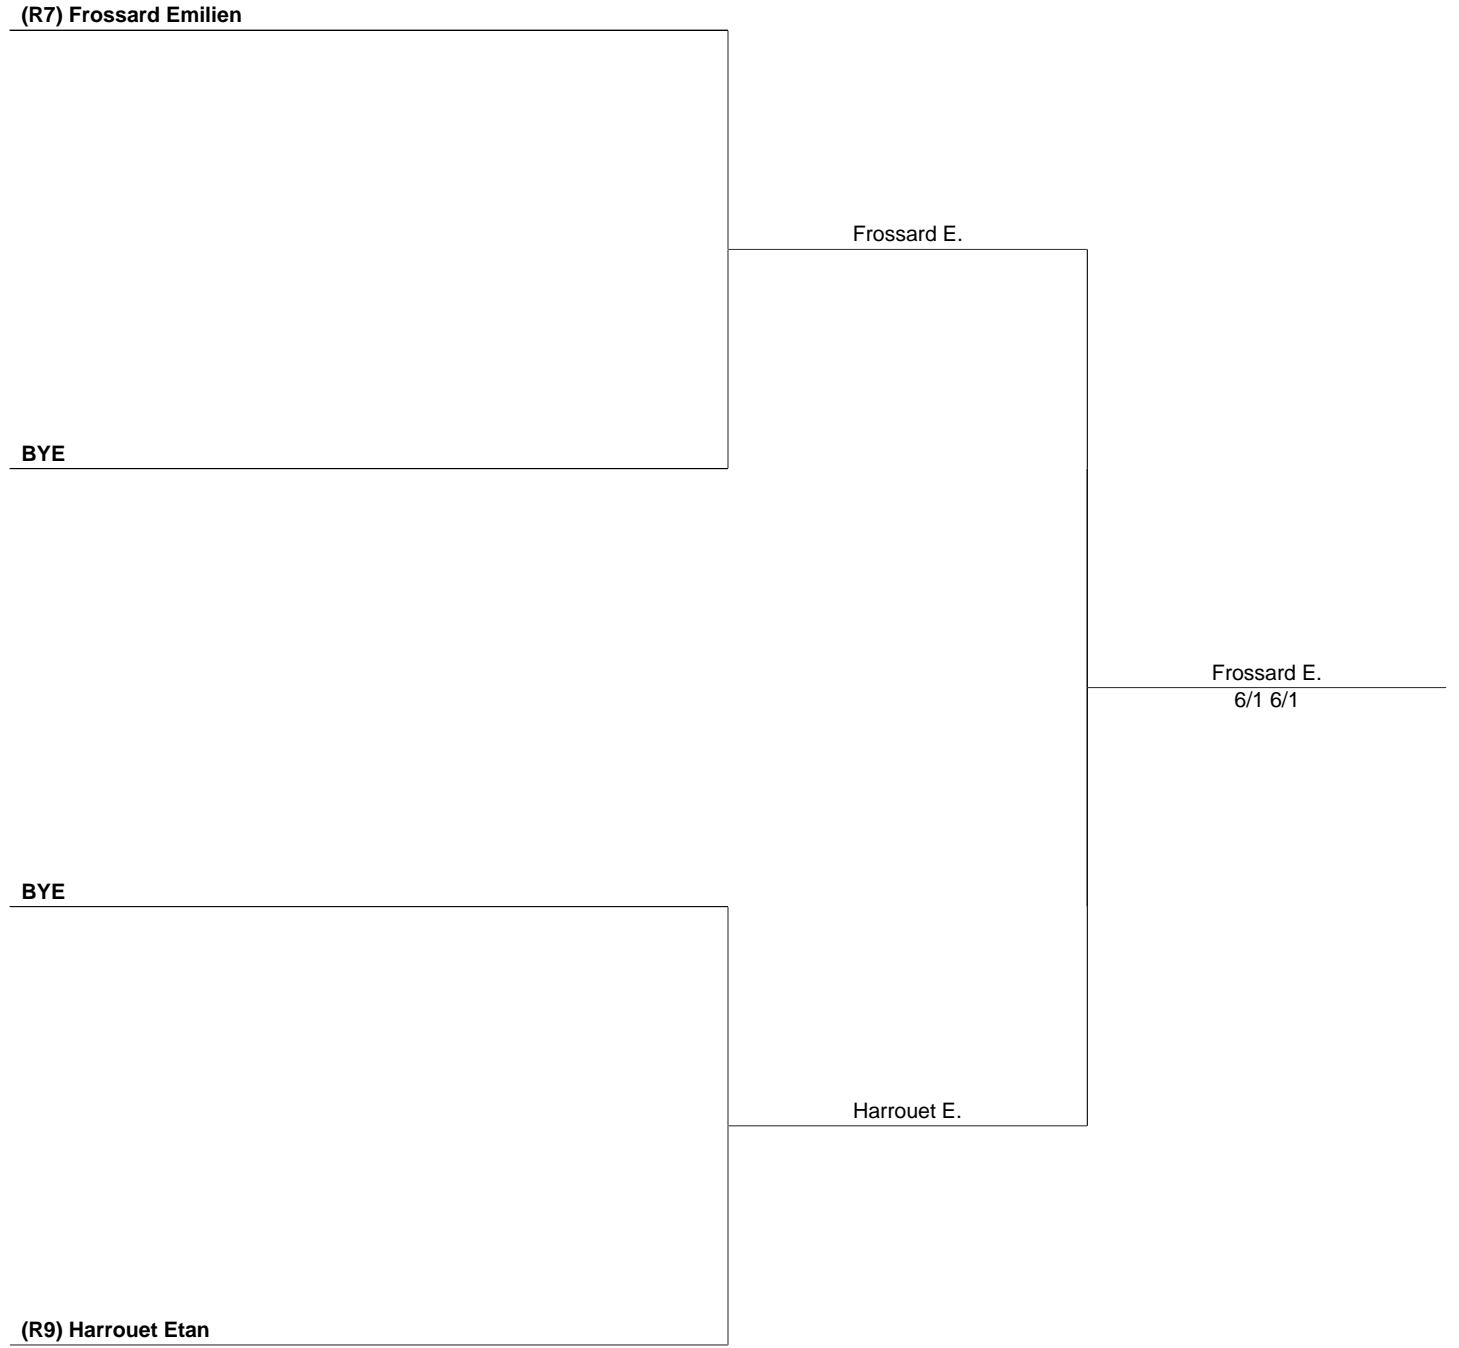 (R7) Frossard Emilien
Frossard E.
BYE
Frossard E.
6/1 6/1
BYE
Harrouet E.
(R9) Harrouet Etan